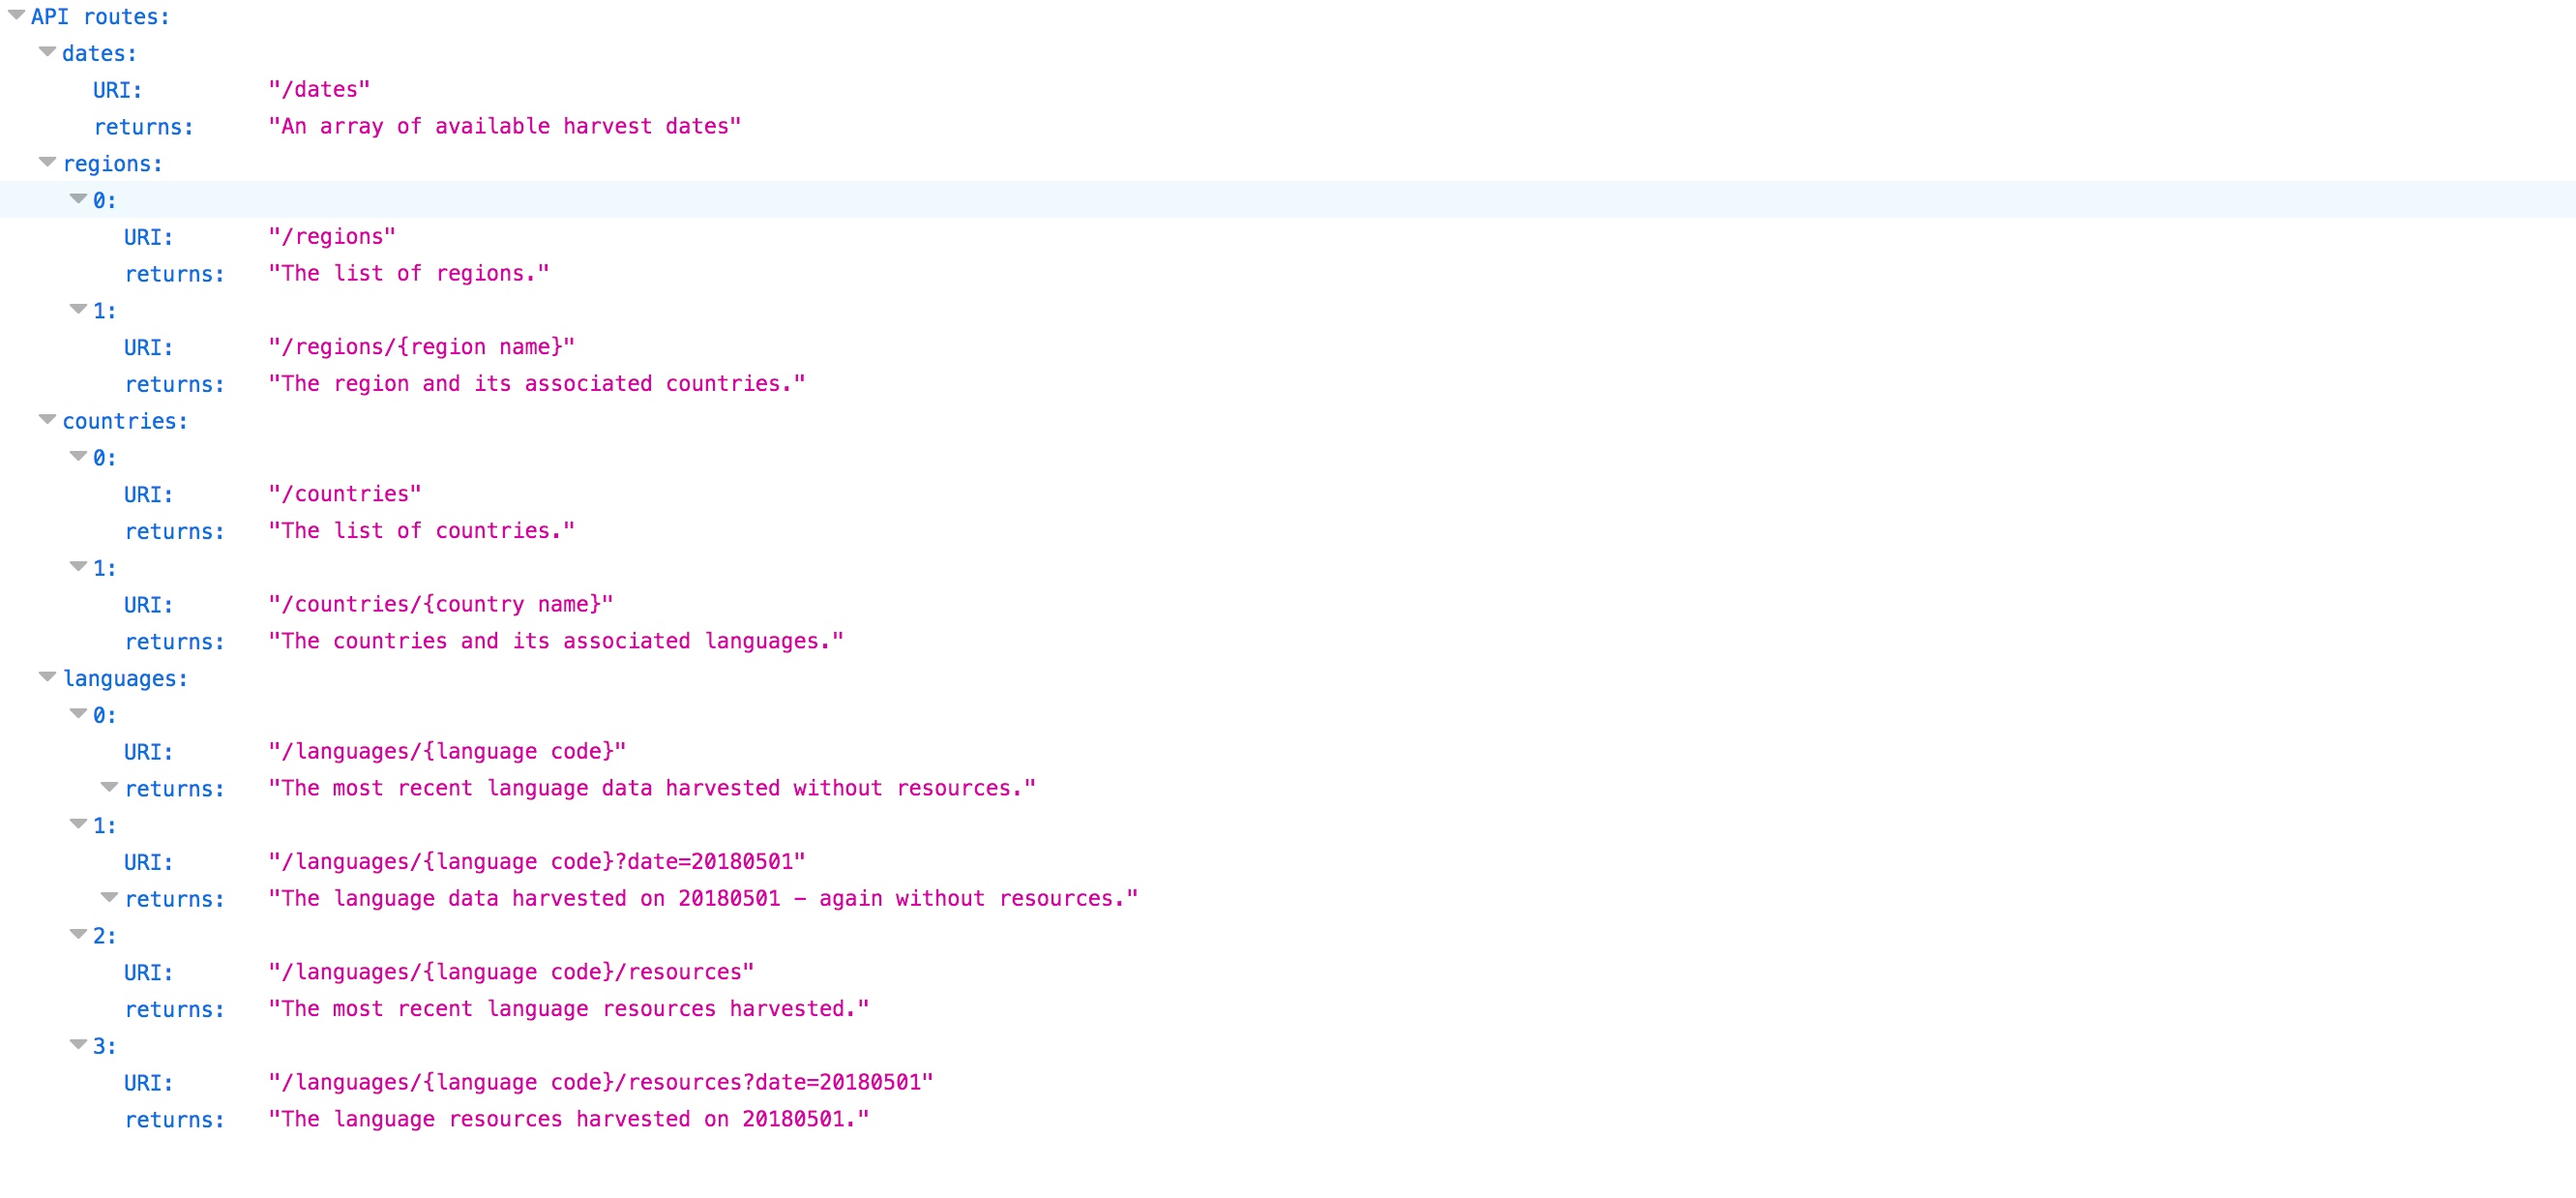 API routes:
dates:
URI: "/dates"
returns: "An array of available harvest dates"
regions:
0:
URI: "/regions"
returns: "The list of regions."
1:
URI: "/regions/{region name}"
returns: "The region and its associated countries."
countries:
0:
URI: "/countries"
returns: "The list of countries."
1:
URI: "/countries/{country name}"
returns: "The countries and its associated languages."
languages:
0:
URI: "/languages/{language code}"
returns: "The most recent language data harvested without resources."
1:
URI: "/languages/{language code}?date=20180501"
returns: "The language data harvested on 20180501 – again without resources."
2:
URI: "/languages/{language code}/resources"
returns: "The most recent language resources harvested."
3:
URI: "/languages/{language code}/resources?date=20180501"
returns: "The language resources harvested on 20180501."